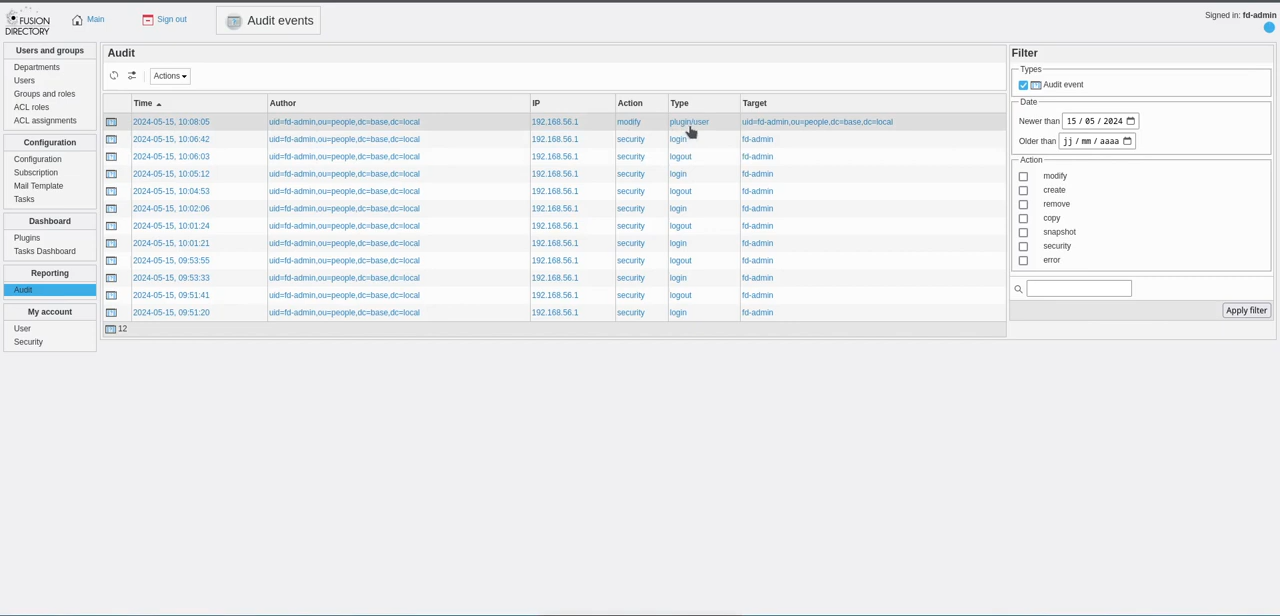 FUSION
DIRECTORY
Main
Sign out
Audit events
Signed in: fd-admin
Users and groups
Departments
Users
Groups and roles
ACL roles
ACL assignments
Configuration
Configuration
Subscription
Mail Template
Tasks
Dashboard
Plugins
Tasks Dashboard
Reporting
Audit
My account
User
Security
Audit
Actions
Time Author IP Action Type Target
2024-05-15, 10:08:05 uid=fd-admin,ou=people,dc=base,dc=local 192.168.56.1 modify plugin/user uid=fd-admin,ou=people,dc=base,dc=local
2024-05-15, 10:06:42 uid=fd-admin,ou=people,dc=base,dc=local 192.168.56.1 security login fd-admin
2024-05-15, 10:06:03 uid=fd-admin,ou=people,dc=base,dc=local 192.168.56.1 security logout fd-admin
2024-05-15, 10:05:12 uid=fd-admin,ou=people,dc=base,dc=local 192.168.56.1 security login fd-admin
2024-05-15, 10:04:53 uid=fd-admin,ou=people,dc=base,dc=local 192.168.56.1 security logout fd-admin
2024-05-15, 10:02:06 uid=fd-admin,ou=people,dc=base,dc=local 192.168.56.1 security login fd-admin
2024-05-15, 10:01:24 uid=fd-admin,ou=people,dc=base,dc=local 192.168.56.1 security logout fd-admin
2024-05-15, 10:01:21 uid=fd-admin,ou=people,dc=base,dc=local 192.168.56.1 security login fd-admin
2024-05-15, 09:53:55 uid=fd-admin,ou=people,dc=base,dc=local 192.168.56.1 security logout fd-admin
2024-05-15, 09:53:33 uid=fd-admin,ou=people,dc=base,dc=local 192.168.56.1 security login fd-admin
2024-05-15, 09:51:41 uid=fd-admin,ou=people,dc=base,dc=local 192.168.56.1 security logout fd-admin
2024-05-15, 09:51:20 uid=fd-admin,ou=people,dc=base,dc=local 192.168.56.1 security login fd-admin
12
Filter
Types
Audit event
Date
Newer than 15 / 05 / 2024
Older than jj / mm / aaaa
Action
modify
create
remove
copy
snapshot
security
error
Apply filter